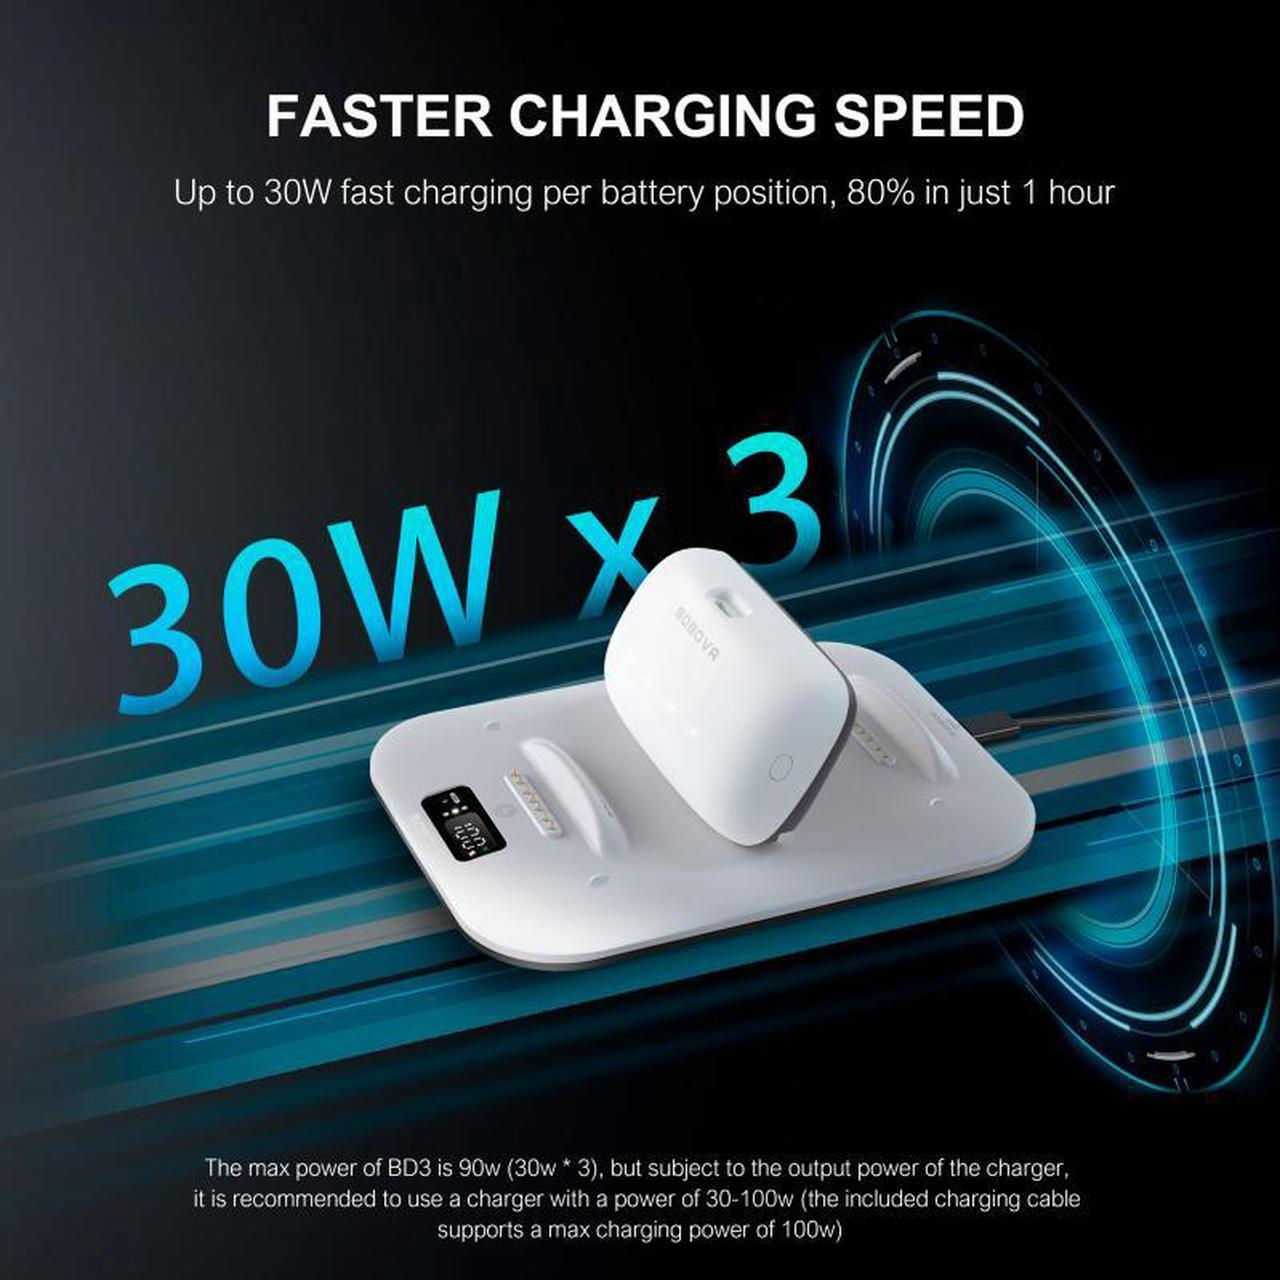 FASTER CHARGING SPEED
Up to 30W fast charging per battery position, 80% in just 1 hour
30W x 3
BOBOVR
100
The max power of BD3 is 90w (30w * 3), but subject to the output power of the charger,
it is recommended to use a charger with a power of 30-100w (the included charging cable
supports a max charging power of 100w)